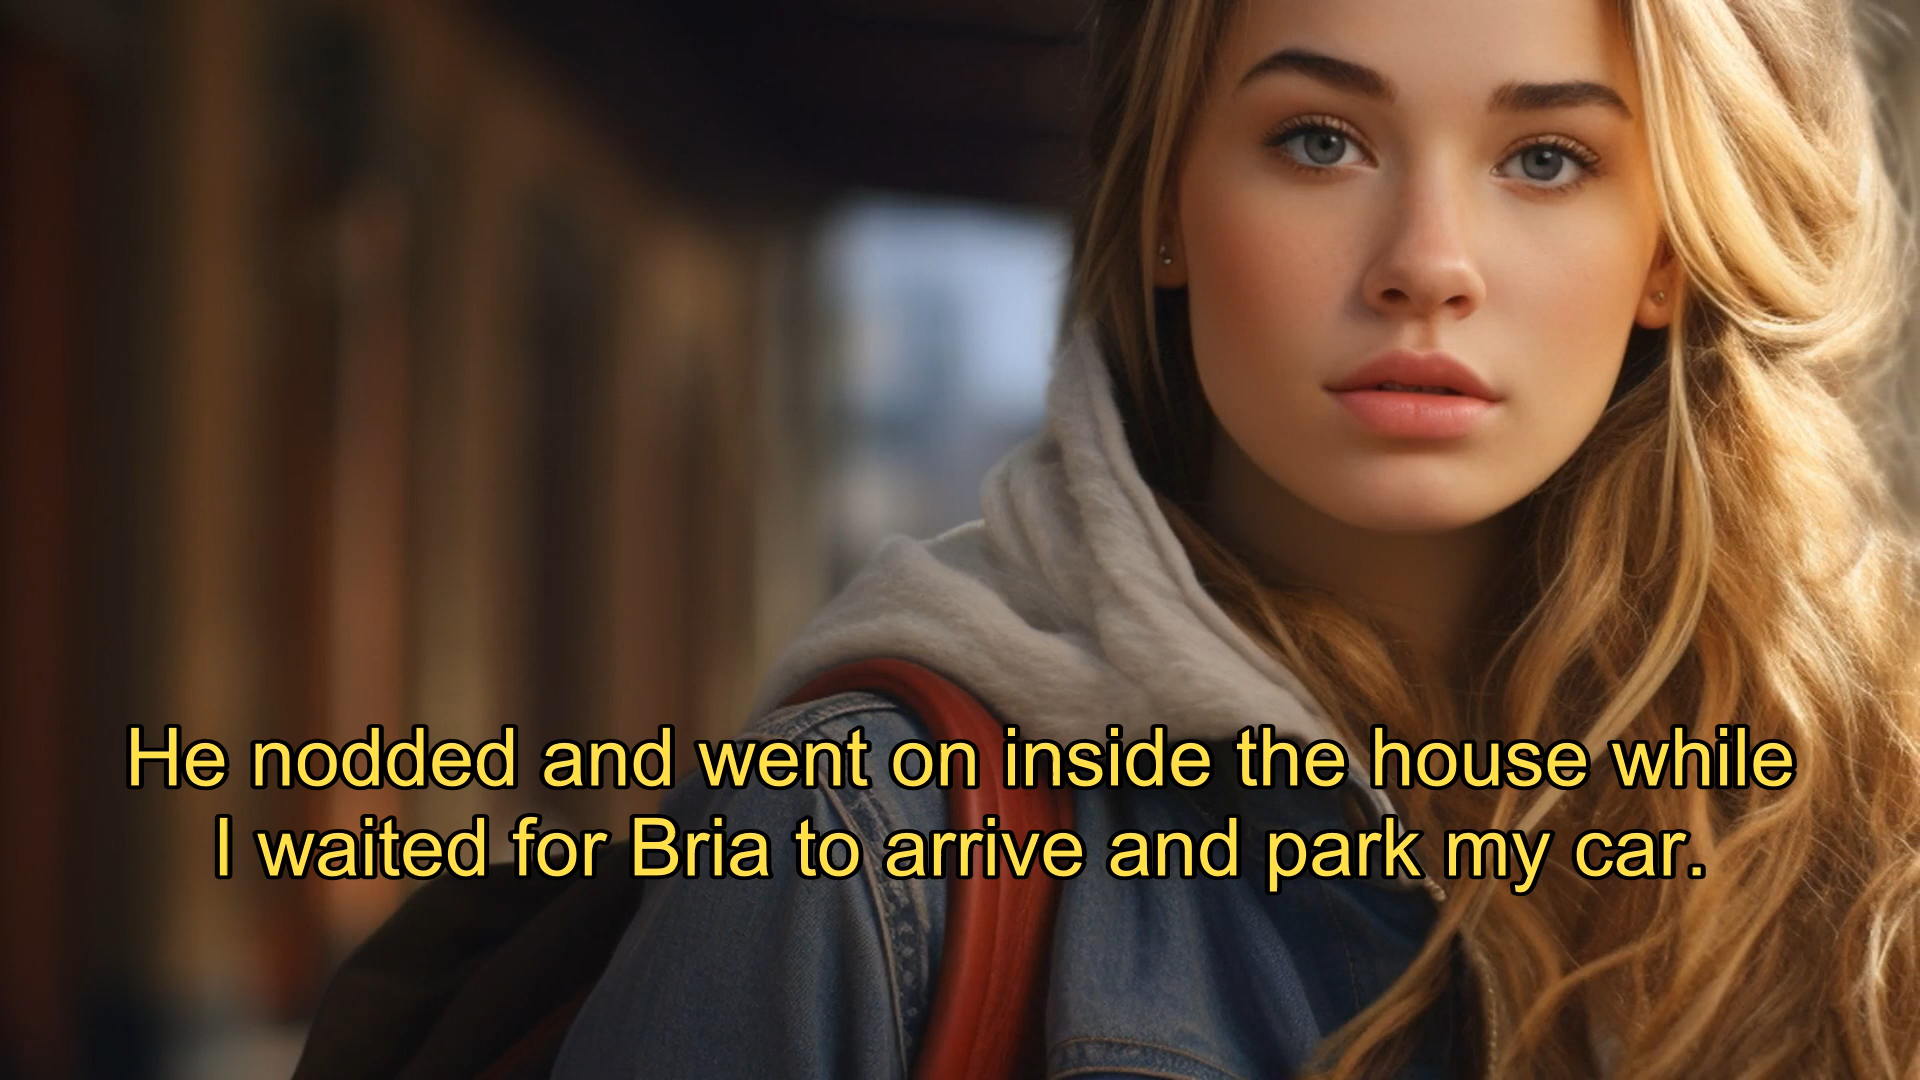 He nodded and went on inside the house while
I waited for Bria to arrive and park my car.